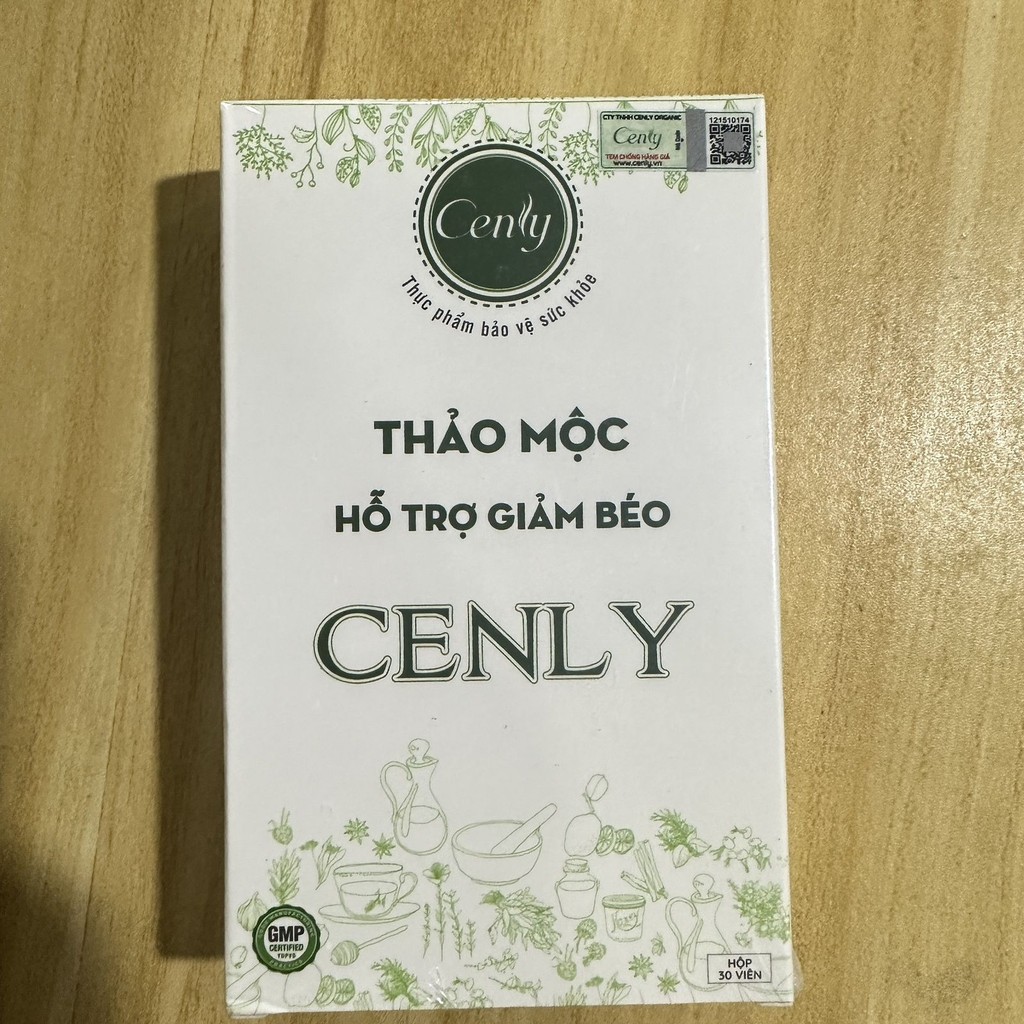 CTY TNHH CENLY ORGANIC
Cenly
TEM CHỐNG HÀNG GIẢ
www.cenly.vn
121510174
Cenly
Thực phẩm bảo vệ sức khỏe
THẢO MỘC
HỖ TRỢ GIẢM BÉO
CENLY
GMP
CERTIFIED
HỘP
30 VIÊN